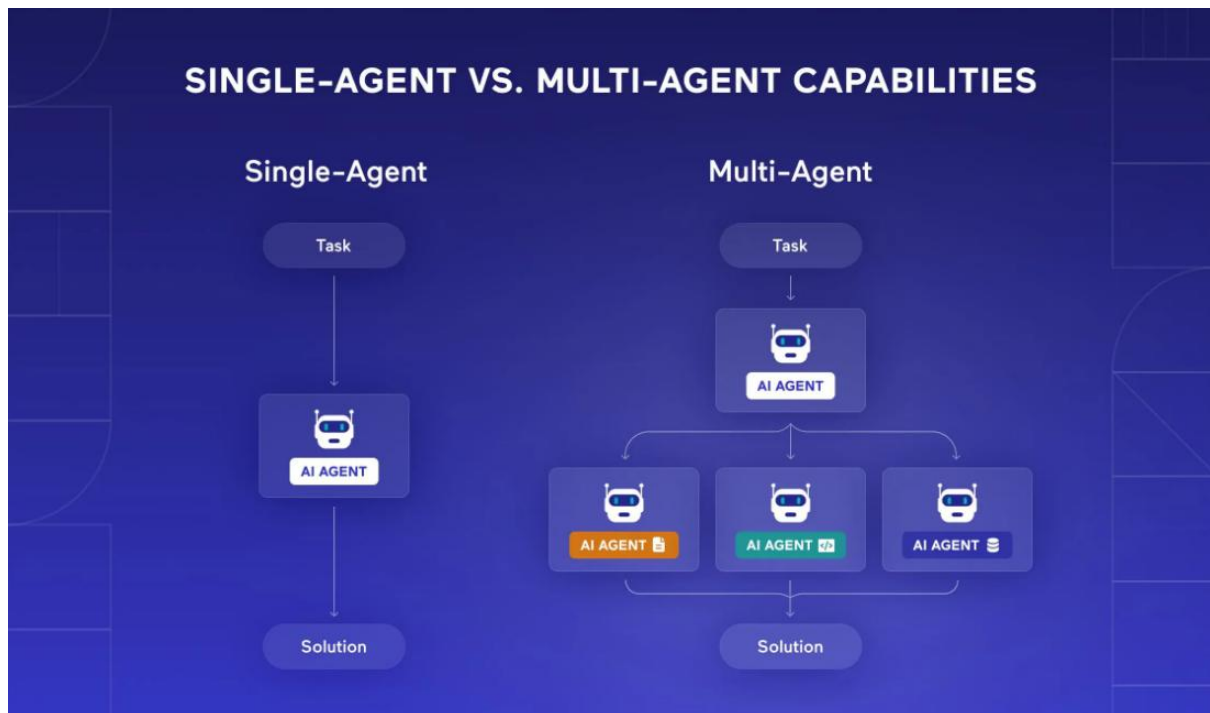 SINGLE-AGENT VS. MULTI-AGENT CAPABILITIES
Single-Agent
Task
AI AGENT
Solution
Multi-Agent
Task
AI AGENT
AI AGENT
AI AGENT
AI AGENT
Solution